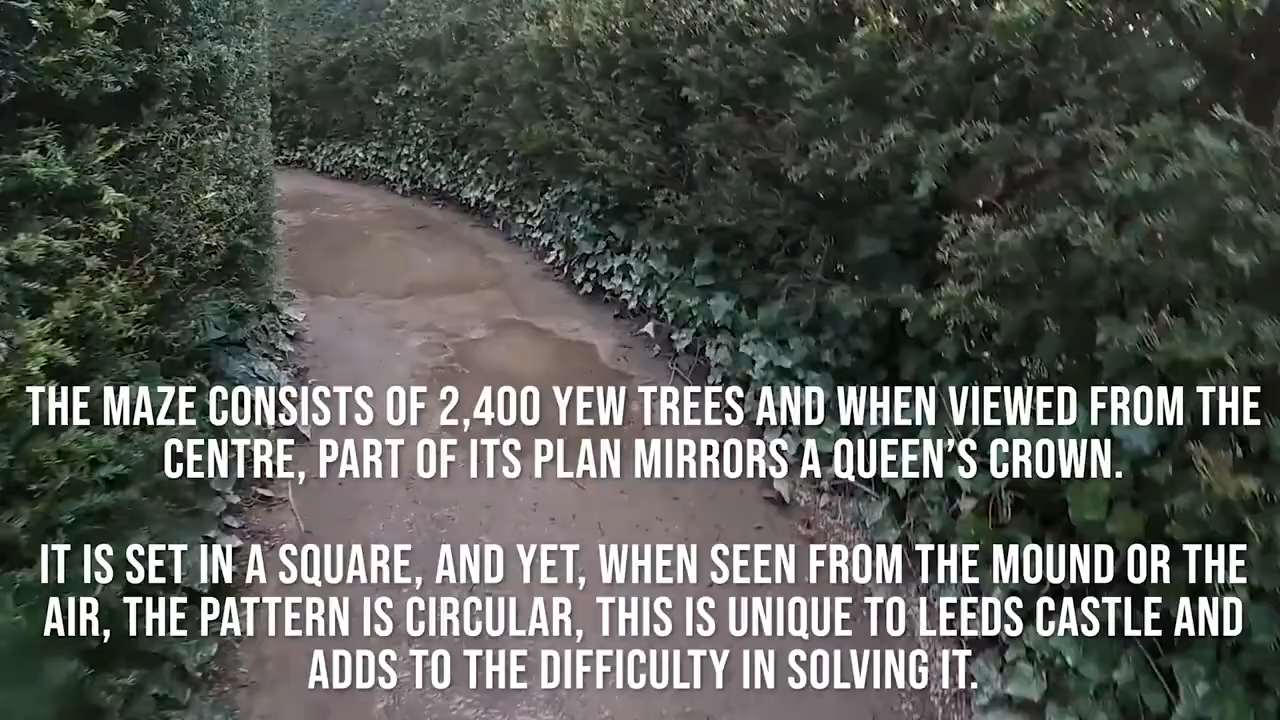 THE MAZE CONSISTS OF 2,400 YEW TREES AND WHEN VIEWED FROM THE
CENTRE, PART OF ITS PLAN MIRRORS A QUEEN’S CROWN.
IT IS SET IN A SQUARE, AND YET, WHEN SEEN FROM THE MOUND OR THE
AIR, THE PATTERN IS CIRCULAR, THIS IS UNIQUE TO LEEDS CASTLE AND
ADDS TO THE DIFFICULTY IN SOLVING IT.